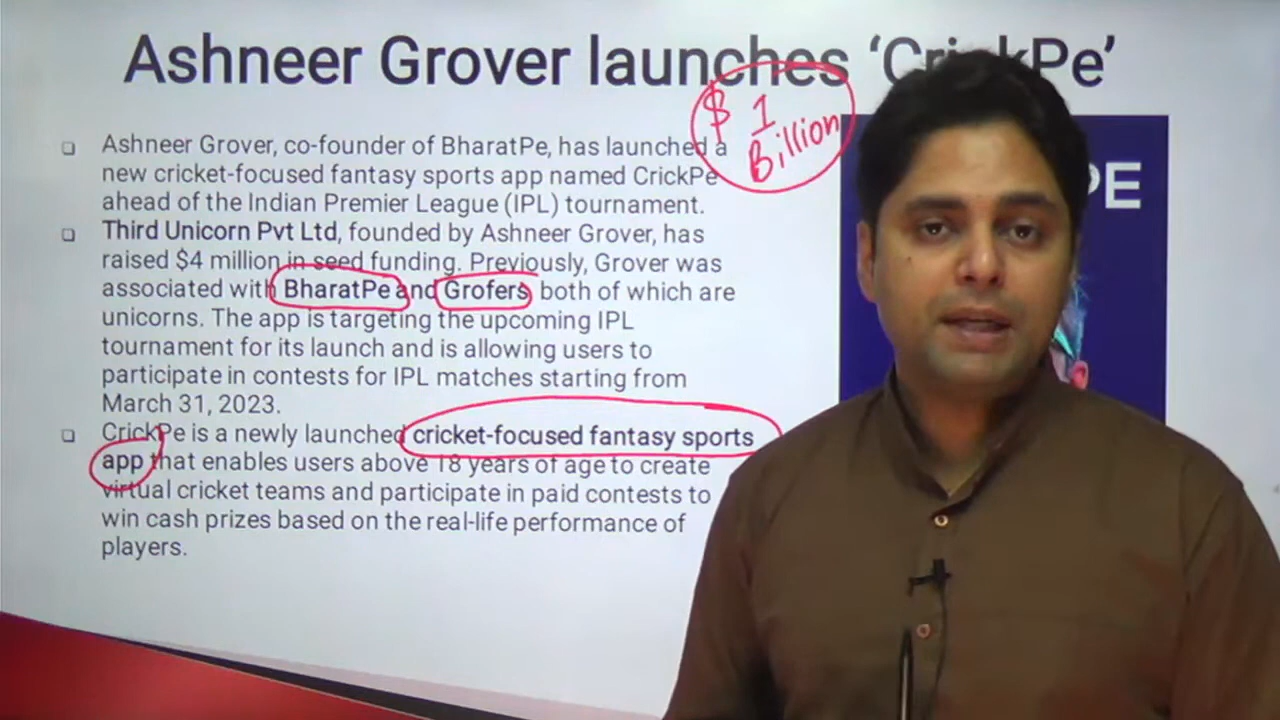 Ashneer Grover launches ‘CrickPe’
$ 1
Billion
Ashneer Grover, co-founder of BharatPe, has launched a
new cricket-focused fantasy sports app named CrickPe
ahead of the Indian Premier League (IPL) tournament.
Third Unicorn Pvt Ltd, founded by Ashneer Grover, has
raised $4 million in seed funding. Previously, Grover was
associated with BharatPe and Grofers both of which are
unicorns. The app is targeting the upcoming IPL
tournament for its launch and is allowing users to
participate in contests for IPL matches starting from
March 31, 2023.
CrickPe is a newly launched cricket-focused fantasy sports
app that enables users above 18 years of age to create
virtual cricket teams and participate in paid contests to
win cash prizes based on the real-life performance of
players.
PE